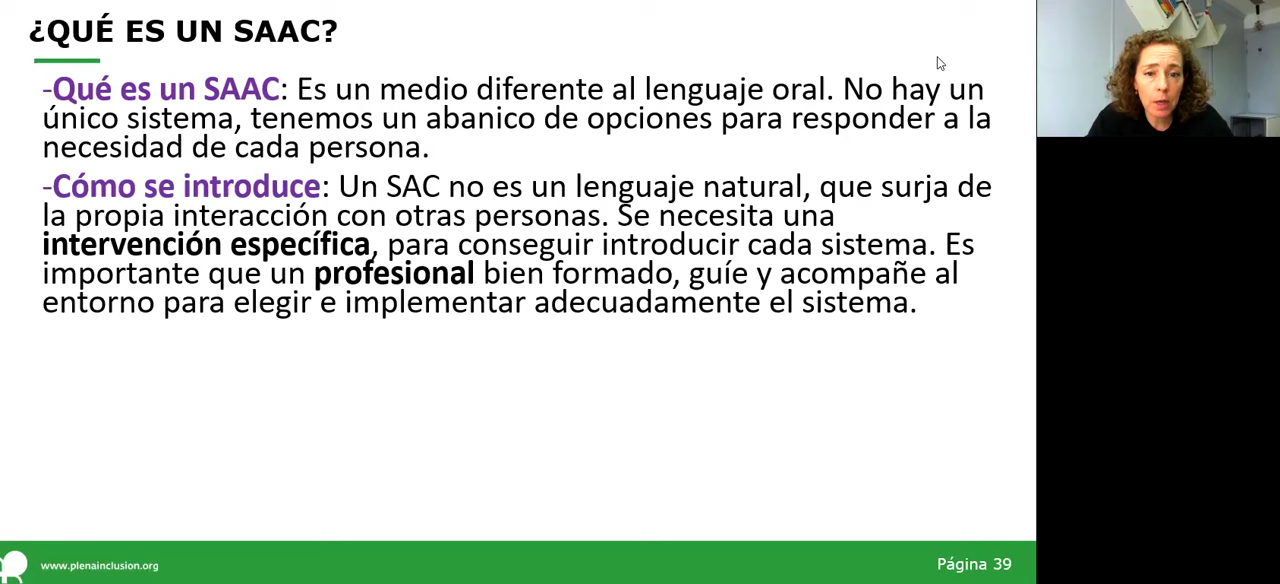 ¿QUÉ ES UN SAAC?
-Qué es un SAAC: Es un medio diferente al lenguaje oral. No hay un
único sistema, tenemos un abanico de opciones para responder a la
necesidad de cada persona.
-Cómo se introduce: Un SAC no es un lenguaje natural, que surja de
la propia interacción con otras personas. Se necesita una
intervención específica, para conseguir introducir cada sistema. Es
importante que un profesional bien formado, guíe y acompañe al
entorno para elegir e implementar adecuadamente el sistema.
www.plenainclusion.org
Página 39